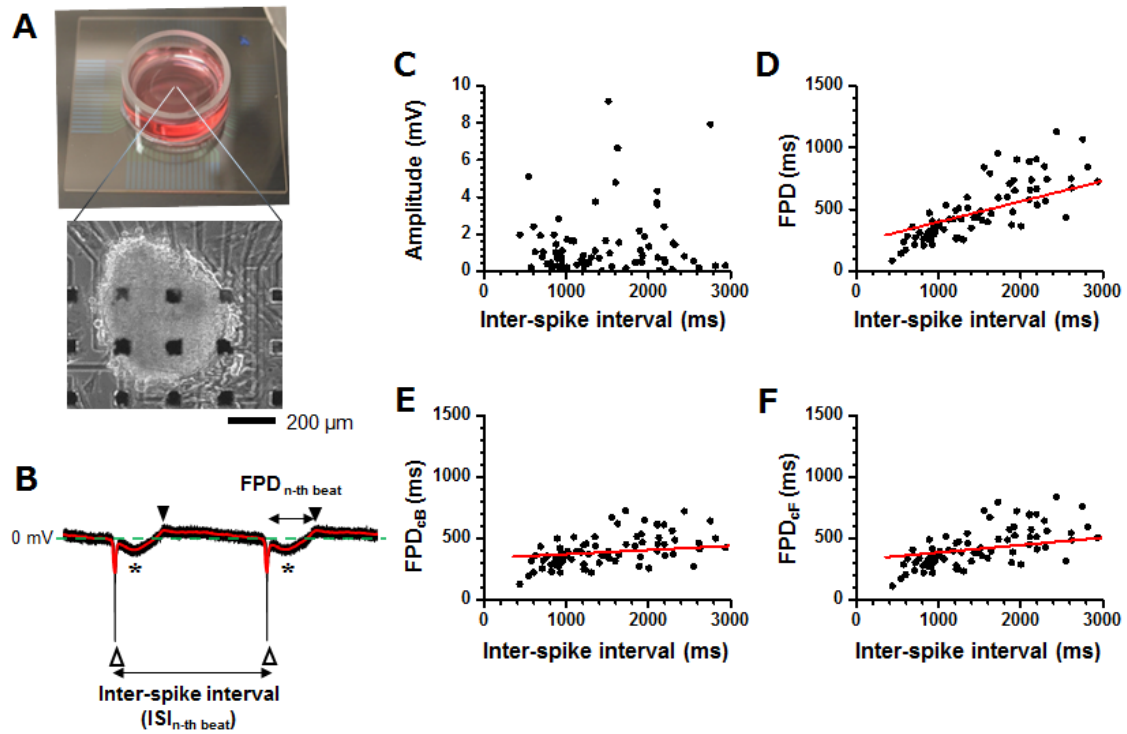 A
200 µm
B
FPD n-th beat
0 mV
*
*
Inter-spike interval
(ISI n-th beat)
C
Amplitude (mV)
10
8
6
4
2
0
0
1000
2000
3000
Inter-spike interval (ms)
D
FPD (ms)
1500
1000
500
0
0
1000
2000
3000
Inter-spike interval (ms)
E
FPDcB (ms)
1500
1000
500
0
0
1000
2000
3000
Inter-spike interval (ms)
F
FPDcF (ms)
1500
1000
500
0
0
1000
2000
3000
Inter-spike interval (ms)